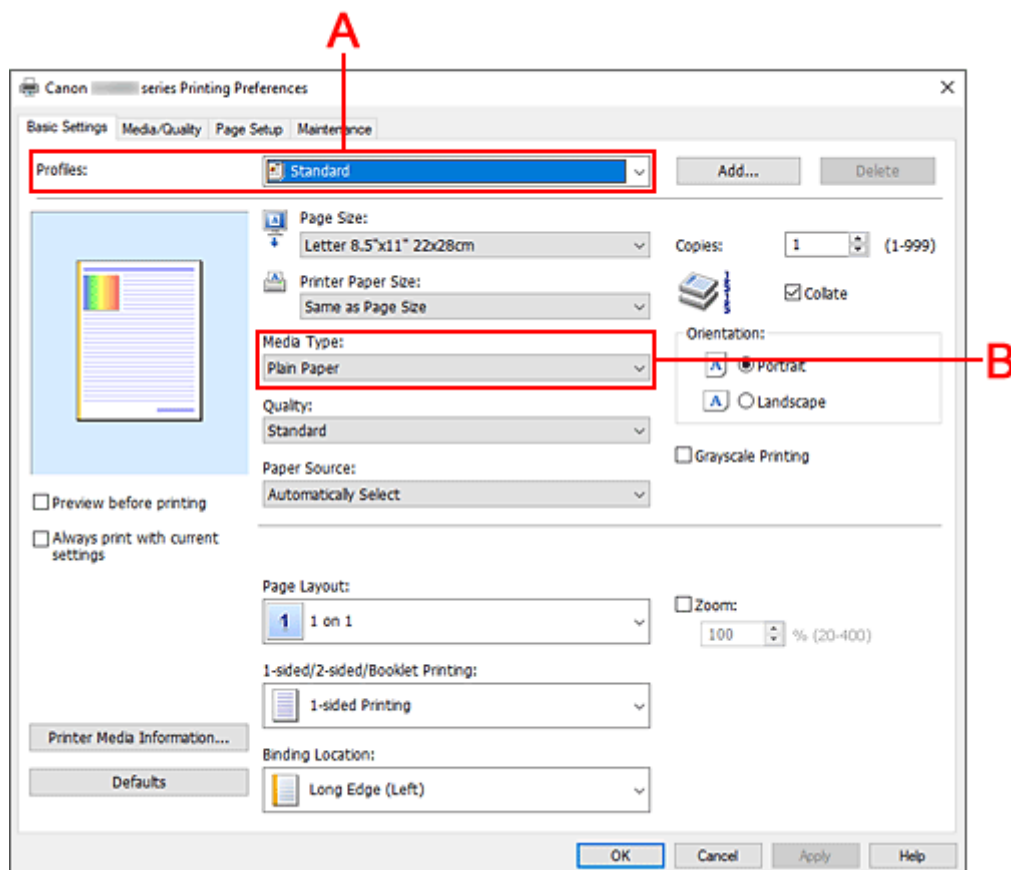 A
Canon series Printing Preferences
Basic Settings Media/Quality Page Setup Maintenance
Profiles: Standard Add... Delete
Page Size:
Letter 8.5"x11" 22x28cm
Copies: 1 (1-999)
Printer Paper Size:
Same as Page Size
Collate
Media Type:
Plain Paper
B
Orientation:
A Portrait
A Landscape
Quality:
Standard
Grayscale Printing
Paper Source:
Automatically Select
Preview before printing
Always print with current
settings
Page Layout:
1 1 on 1
Zoom:
100 % (20-400)
1-sided/2-sided/Booklet Printing:
1-sided Printing
Printer Media Information...
Defaults
Binding Location:
Long Edge (Left)
OK Cancel Apply Help